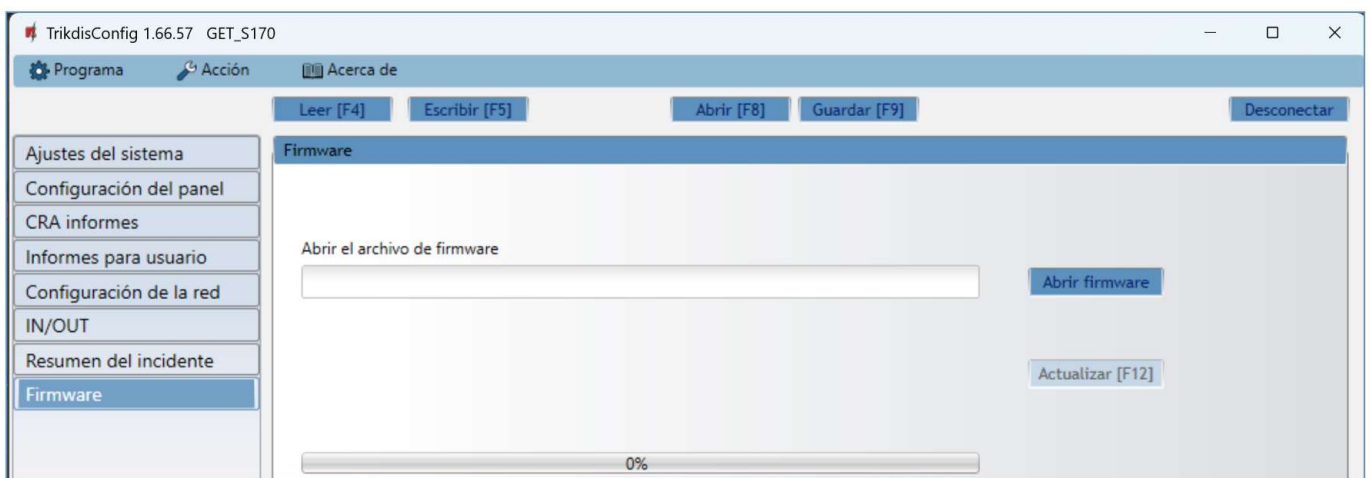 TrikdisConfig 1.66.57 GET_S170
Programa Acción Acerca de
Leer [F4] Escribir [F5] Abrir [F8] Guardar [F9] Desconectar
Ajustes del sistema
Configuración del panel
CRA informes
Informes para usuario
Configuración de la red
IN/OUT
Resumen del incidente
Firmware
Firmware
Abrir el archivo de firmware
Abrir firmware
Actualizar [F12]
0%